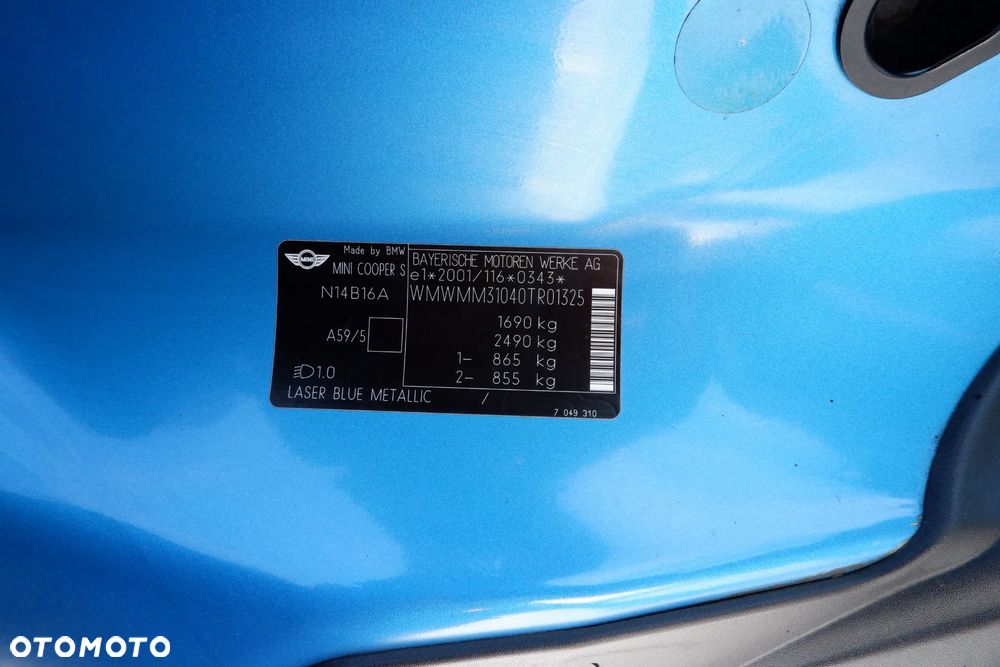 Made by BMW
MINI
MINI COOPER S
N14B16A
A59/5
1.0
BAYERISCHE MOTOREN WERKE AG
e1*2001/116*0343*
WMWMM31040TR01325
1690 kg
2490 kg
1- 865 kg
2- 855 kg
LASER BLUE METALLIC /
7 049 310
OTOMOTO